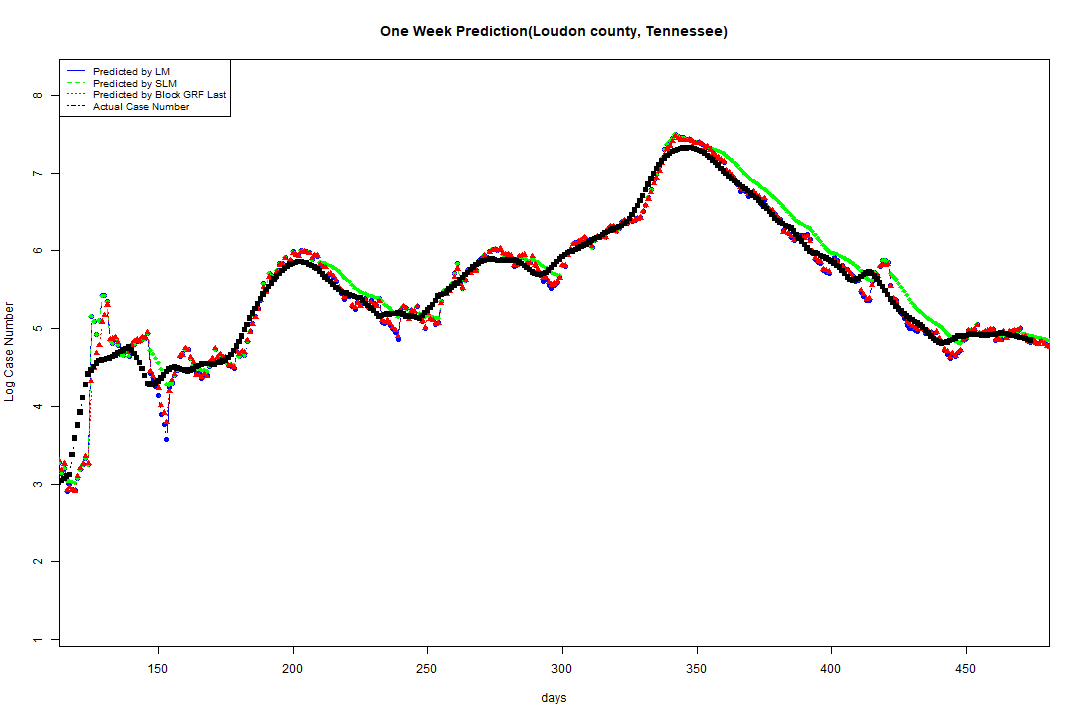 One Week Prediction(Loudon county, Tennessee)
Predicted by LM
Predicted by SLM
Predicted by Block GRF Last
Actual Case Number
Log Case Number
8
7
6
5
4
3
2
1
150 200 250 300 350 400 450
days